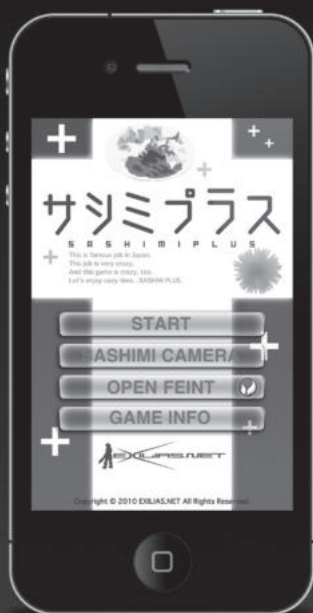 サシミプラス
SASHIMIPLUS
This is famous job in Japan.
This job is very crazy.
And this game is crazy, too.
Let's enjoy cazy time...SASHIMI PLUS.
START
SASHIMI CAMERA
OPEN FEINT
GAME INFO
EXILIAS.NET
Copyright © 2010 EXILIAS.NET All Rights Reserved.